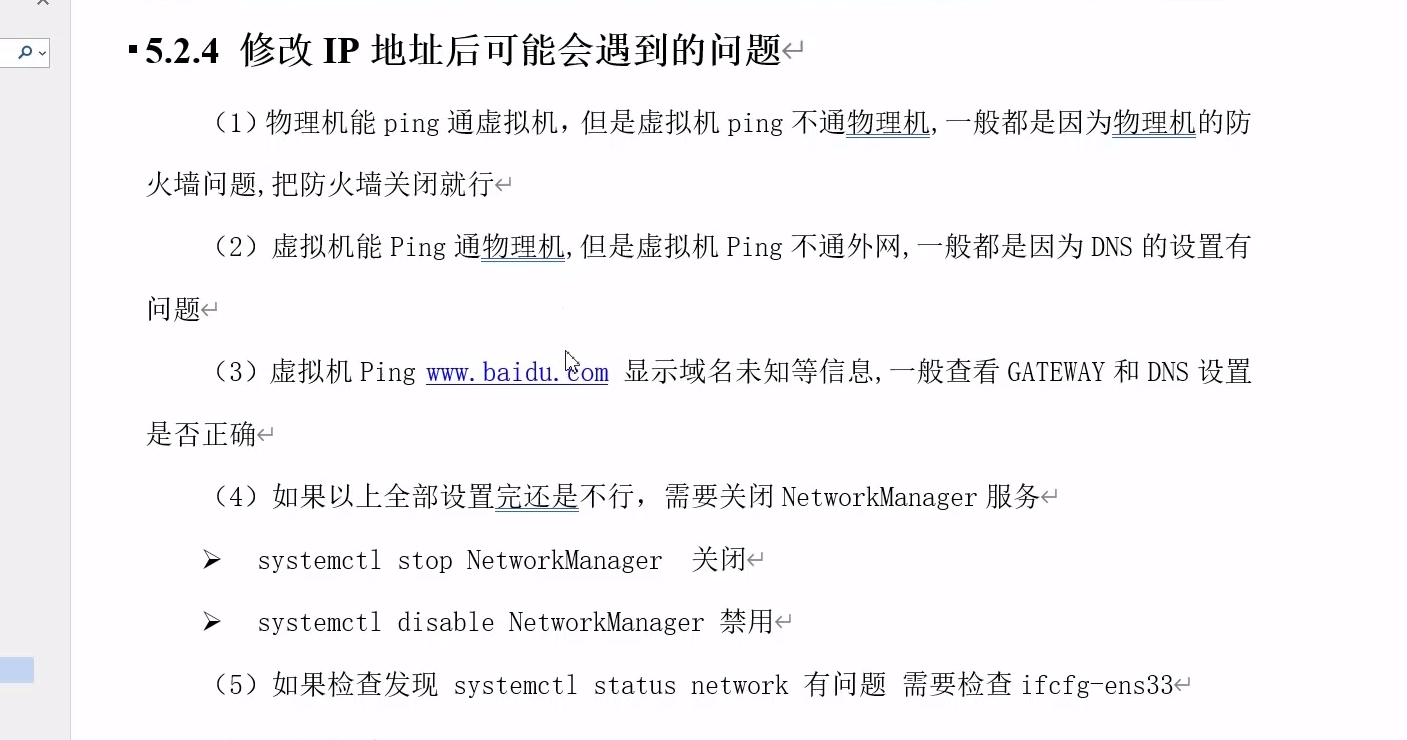 5.2.4 修改 IP 地址后可能会遇到的问题
（1）物理机能 ping 通虚拟机，但是虚拟机 ping 不通物理机,一般都是因为物理机的防
火墙问题,把防火墙关闭就行
（2）虚拟机能 Ping 通物理机,但是虚拟机 Ping 不通外网,一般都是因为 DNS 的设置有
问题
（3）虚拟机 Ping www.baidu.com 显示域名未知等信息,一般查看 GATEWAY 和 DNS 设置
是否正确
（4）如果以上全部设置完还是不行，需要关闭 NetworkManager 服务
➢ systemctl stop NetworkManager 关闭
➢ systemctl disable NetworkManager 禁用
（5）如果检查发现 systemctl status network 有问题 需要检查 ifcfg-ens33